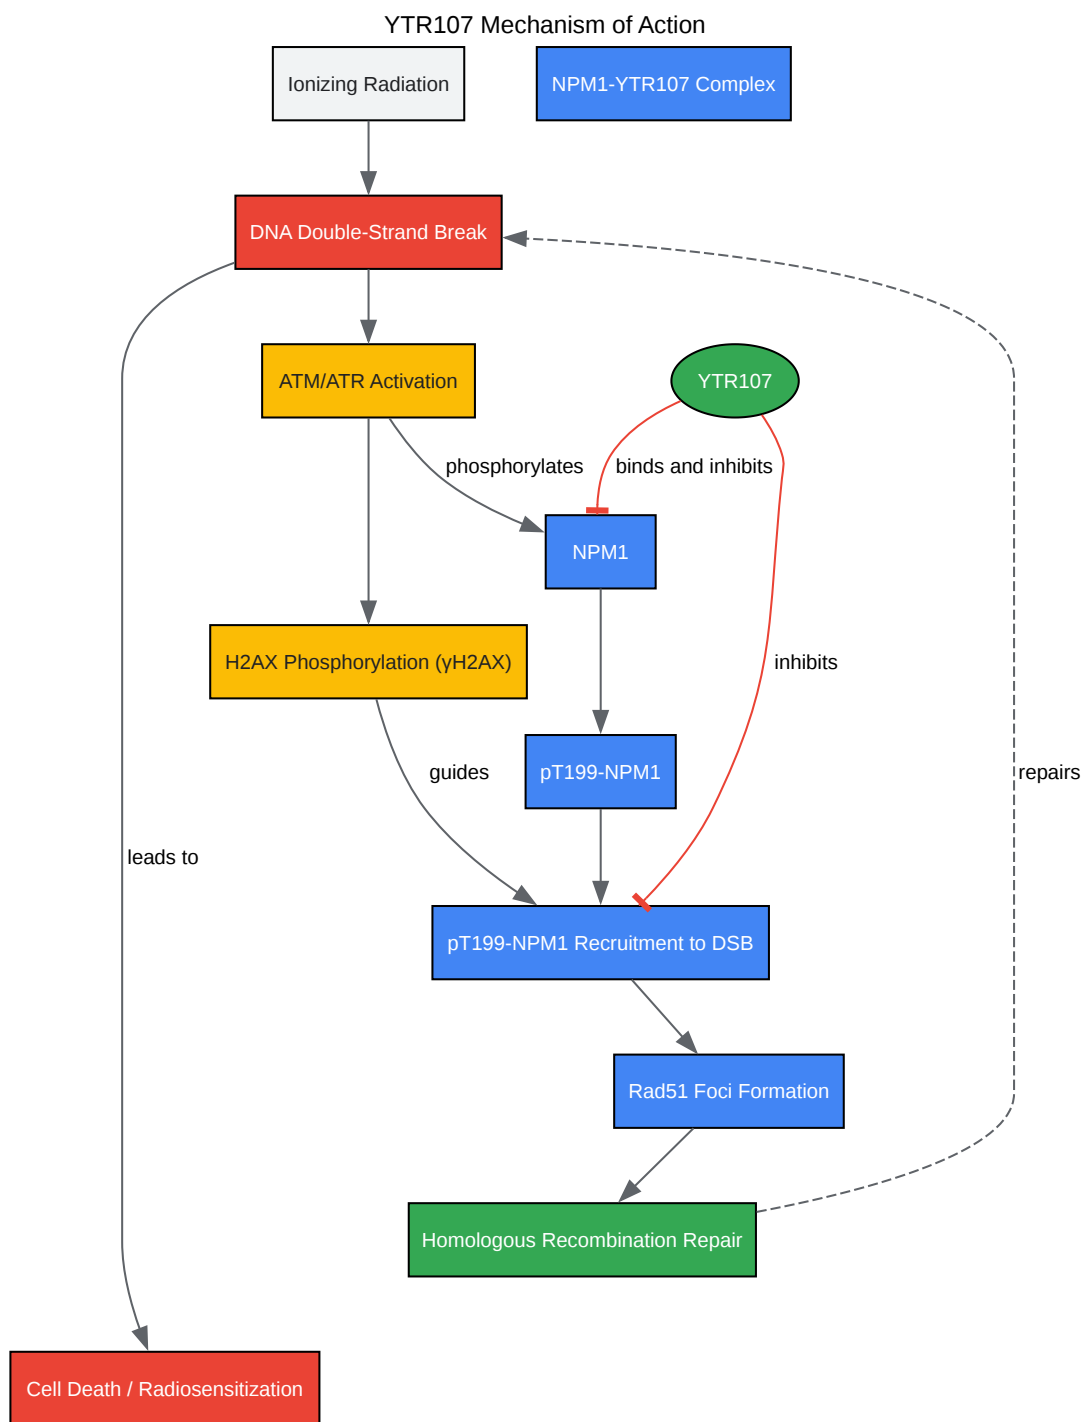 YTR107 Mechanism of Action
Ionizing Radiation
NPM1-YTR107 Complex
DNA Double-Strand Break
ATM/ATR Activation
YTR107
phosphorylates
binds and inhibits
NPM1
H2AX Phosphorylation (γH2AX)
inhibits
guides
pT199-NPM1
repairs
leads to
pT199-NPM1 Recruitment to DSB
Rad51 Foci Formation
Homologous Recombination Repair
Cell Death / Radiosensitization